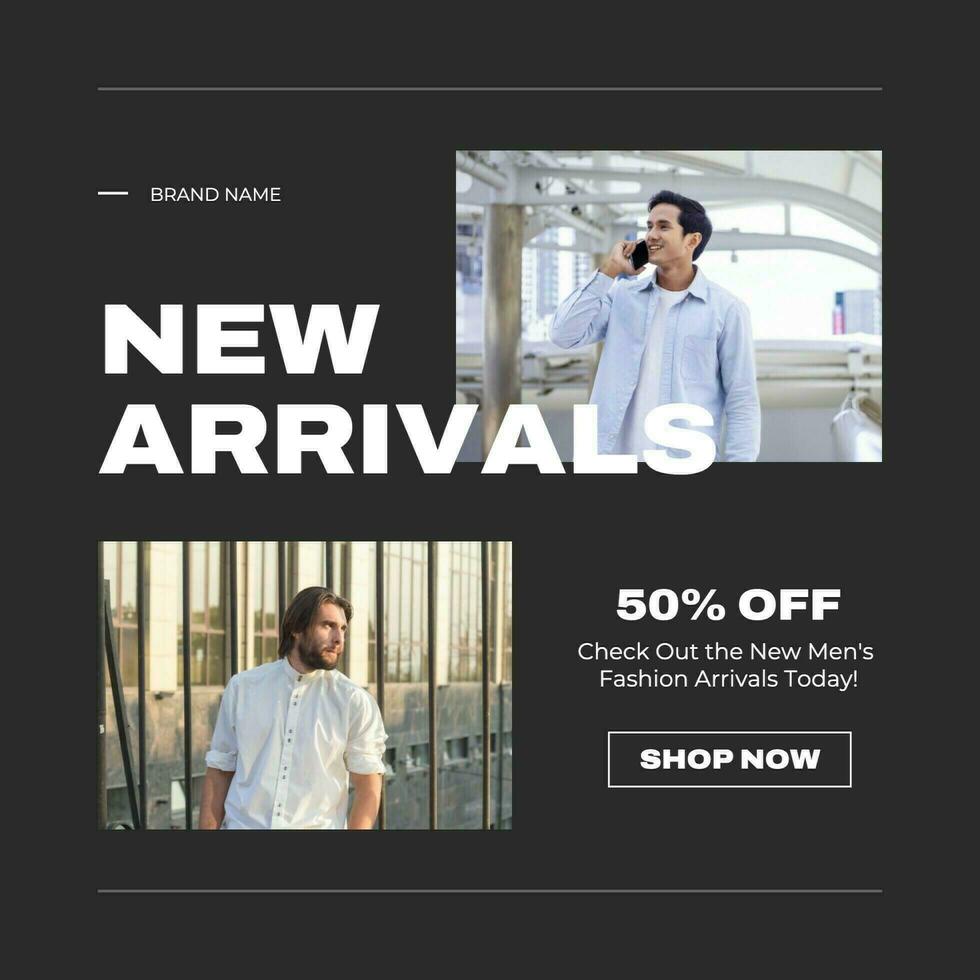 BRAND NAME
NEW
ARRIVALS
50% OFF
Check Out the New Men's
Fashion Arrivals Today!
SHOP NOW